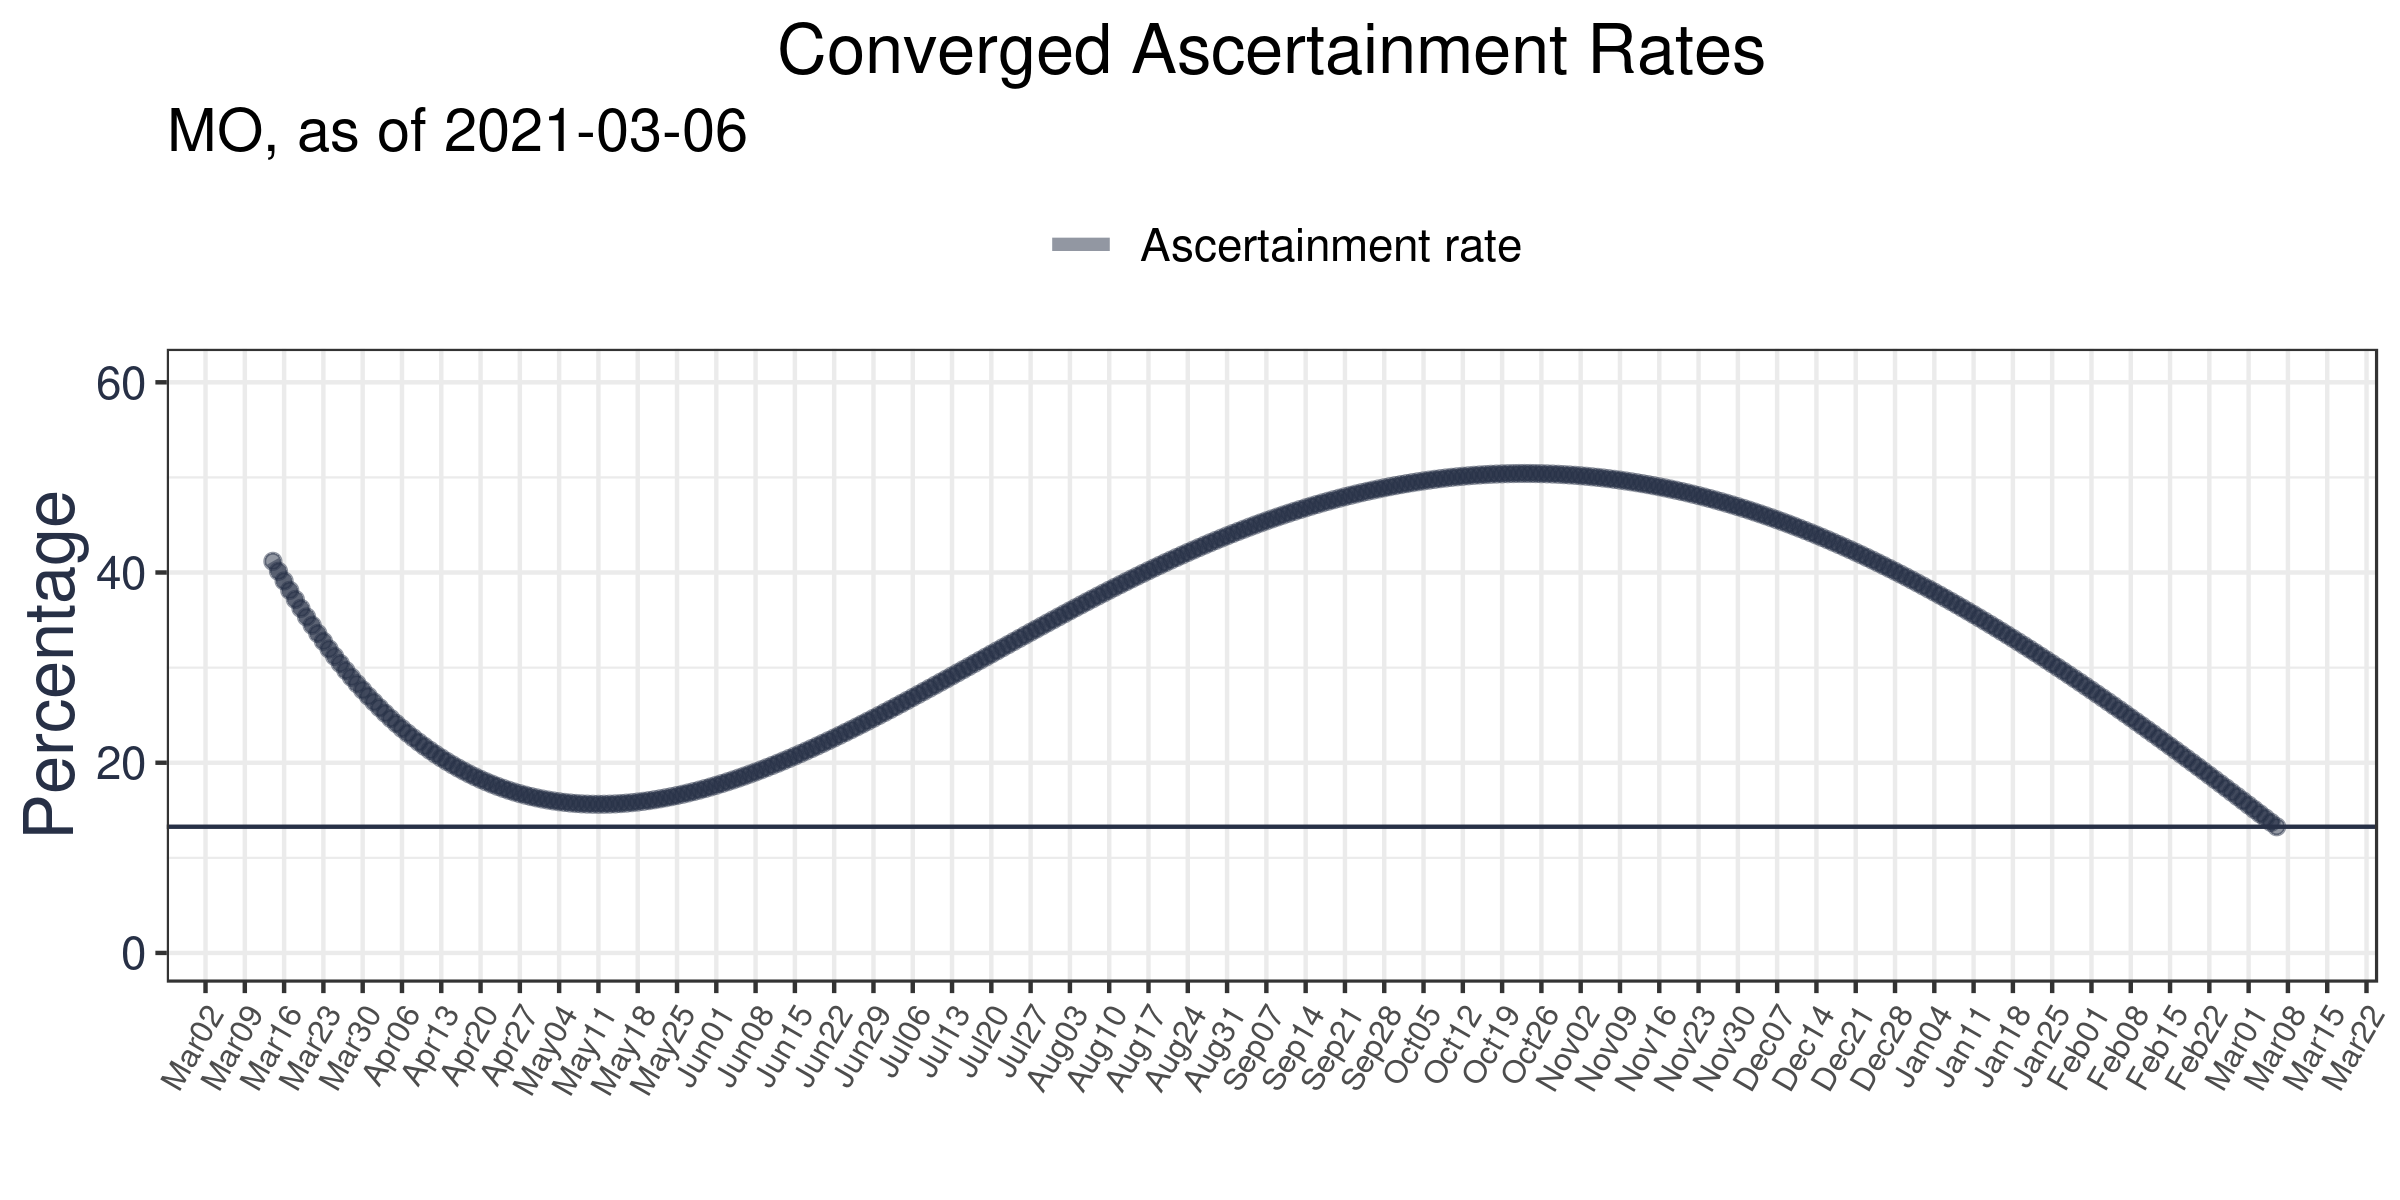 Converged Ascertainment Rates
MO, as of 2021-03-06
Ascertainment rate
Percentage
60
40
20
0
Mar02 Mar09 Mar16 Mar23 Mar30 Apr06 Apr13 Apr20 Apr27 May04 May11 May18 May25 Jun01 Jun08 Jun15 Jun22 Jun29 Jul06 Jul13 Jul20 Jul27 Aug03 Aug10 Aug17 Aug24 Aug31 Sep07 Sep14 Sep21 Sep28 Oct05 Oct12 Oct19 Oct26 Nov02 Nov09 Nov16 Nov23 Nov30 Dec07 Dec14 Dec21 Dec28 Jan04 Jan11 Jan18 Jan25 Feb01 Feb08 Feb15 Feb22 Mar01 Mar08 Mar15 Mar22